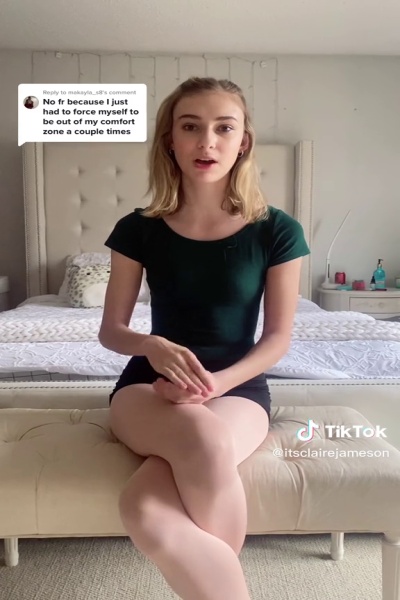 Reply to makayla_s8's comment
No fr because I just
had to force myself to
be out of my comfort
zone a couple times
TikTok
@itsclairejameson